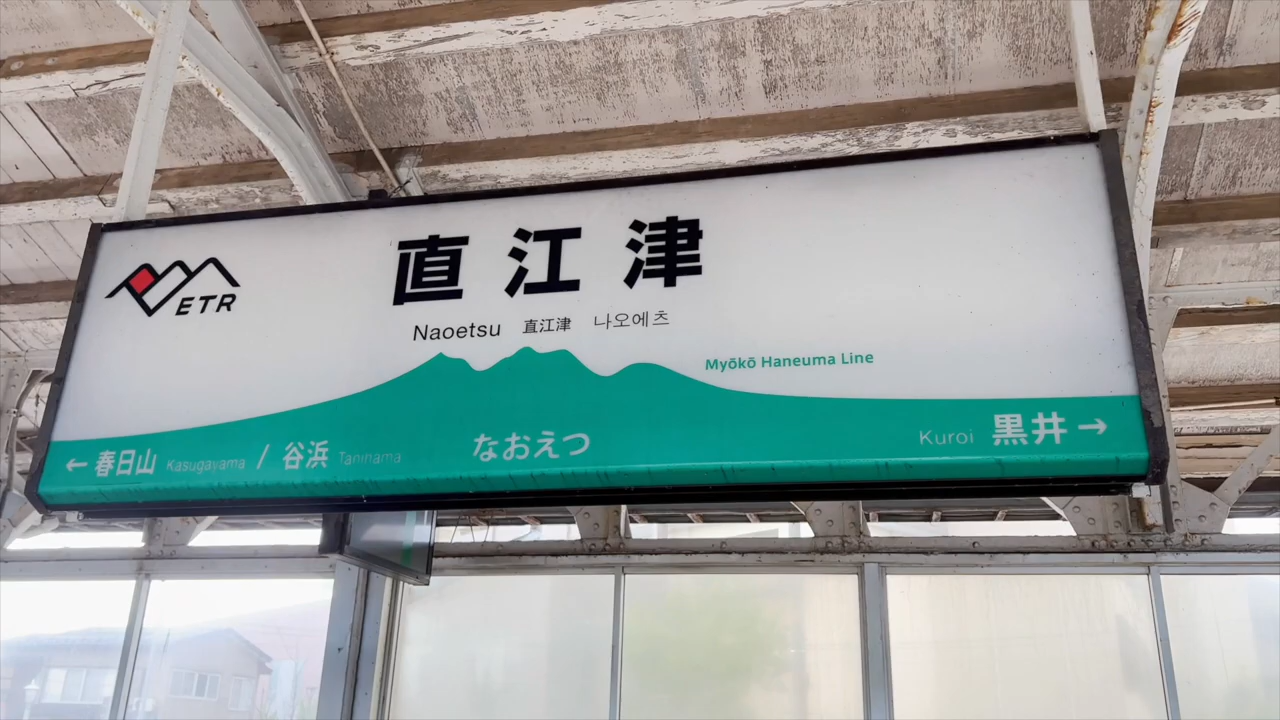 ETR
直江津
Naoetsu 直江津 나오에츠
Myōkō Haneuma Line
← 春日山 Kasugayama / 谷浜 Tanihama
なおえつ
Kuroi 黒井 →